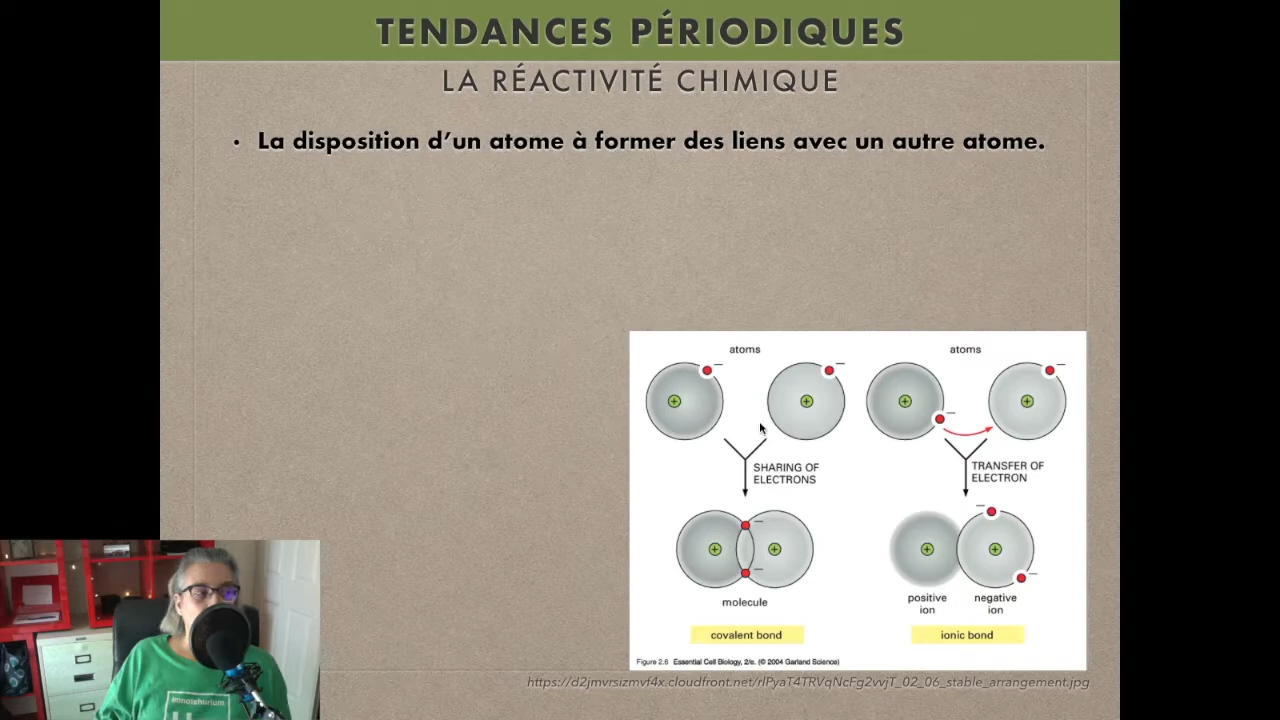 TENDANCES PÉRIODIQUES
LA RÉACTIVITÉ CHIMIQUE
• La disposition d’un atome à former des liens avec un autre atome.
atoms
atoms
SHARING OF
ELECTRONS
TRANSFER OF
ELECTRON
molecule
positive
ion
negative
ion
covalent bond
ionic bond
Figure 2.6 Essential Cell Biology, 2/e. (© 2004 Garland Science)
https://d2jmvrsizmvf4x.cloudfront.net/rlPyaT4TRVqNcFg2vvjT_02_06_stable_arrangement.jpg